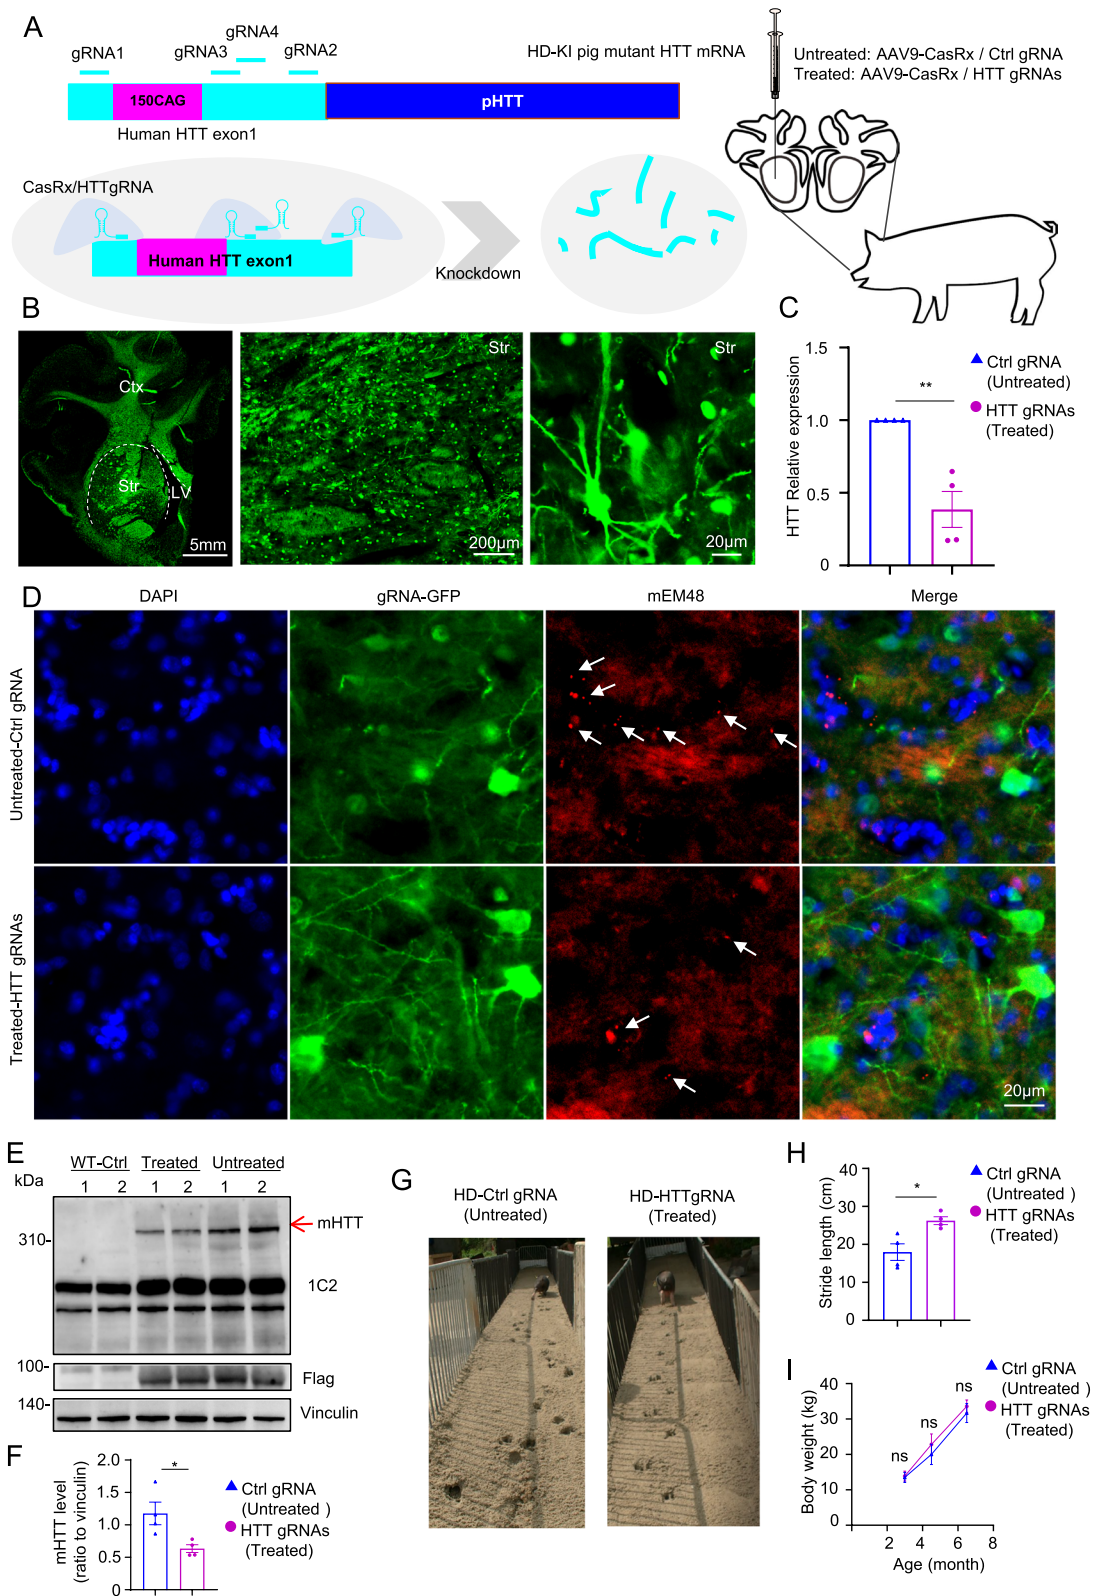 A
gRNA4
gRNA1
gRNA3
gRNA2
HD-KI pig mutant HTT mRNA
Untreated: AAV9-CasRx / Ctrl gRNA
Treated: AAV9-CasRx / HTT gRNAs
150CAG
pHTT
Human HTT exon1
CasRx/HTTgRNA
Human HTT exon1
Knockdown
B
Ctx
Str
LV
5mm
Str
200µm
Str
20µm
C
HTT Relative expression
1.5
1.0
0.5
0
**
Ctrl gRNA
(Untreated)
HTT gRNAs
(Treated)
D
DAPI
gRNA-GFP
mEM48
Merge
Untreated-Ctrl gRNA
Treated-HTT gRNAs
20µm
E
WT-Ctrl
Treated
Untreated
kDa
1 2 1 2 1 2
mHTT
310-
1C2
100-
Flag
140-
Vinculin
F
mHTT level
(ratio to vinculin)
2.0
1.5
1.0
0.5
0
*
Ctrl gRNA
(Untreated )
HTT gRNAs
(Treated)
G
HD-Ctrl gRNA
(Untreated)
HD-HTTgRNA
(Treated)
H
Stride length (cm)
40
30
20
10
0
*
Ctrl gRNA
(Untreated )
HTT gRNAs
(Treated)
I
Body weight (kg)
40
30
20
10
0
ns
ns
ns
2 4 6 8
Age (month)
Ctrl gRNA
(Untreated )
HTT gRNAs
(Treated)